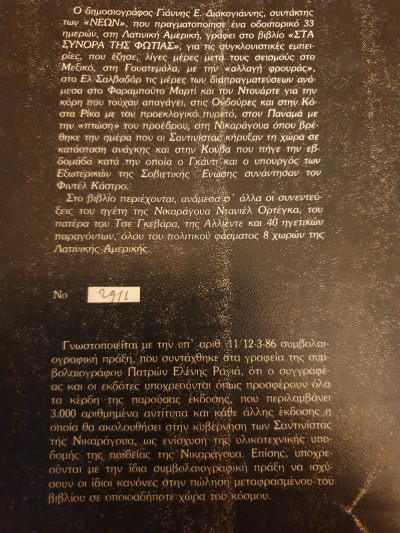 Ο δημοσιογράφος Γιάννης Ε. Διακογιάννης, συντάκτης
των «ΝΕΩΝ», που πραγματοποίησε ένα οδοιπορικό 33
ημερών, στη Λατινική Αμερική, γράφει στο βιβλίο «ΣΤΑ
ΣΥΝΟΡΑ ΤΗΣ ΦΩΤΙΑΣ», για τις συγκλονιστικές εμπει-
ρίες, που έζησε, λίγες μέρες μετά τους σεισμούς στο
Μεξικό, στη Γουατεμάλα, με την «αλλαγή φρουράς»,
στο Ελ Σαλβαδόρ τις μέρες των διαπραγματεύσεων ανά-
μεσα στο Φαραμπούτο Μαρτί και τον Ντουάρτε για την
κόρη που τούχαν απαγάγει, στις Ονδούρες και στην Κό-
στα Ρίκα με τον προεκλογικό πυρετό, στον Παναμά με
την «πτώση» του προέδρου, στη Νικαράγουα όπου βρέ-
θηκε την ημέρα που οι Σαντινίστας κήρυξαν τη χώρα σε
κατάσταση ανάγκης και στην Κούβα που πήγε την εβ-
δομάδα κατά την οποία ο Γκάντι και ο υπουργός των
Εξωτερικών της Σοβιετικής Ένωσης συνάντησαν τον
Φιντέλ Κάστρο.
Στο βιβλίο περιέχονται, ανάμεσα σ' άλλα οι συνεντεύ-
ξεις του ηγέτη της Νικαράγουα Ντανιέλ Ορτέγκα, του
πατέρα του Τσε Γκεβάρα, της Αλλιέντε και 40 ηγετικών
παραγόντων, όλου του πολιτικού φάσματος 8 χωρών της
Λατινικής Αμερικής.
Νο 2911
Γνωστοποιείται με την υπ' αριθ. 11/12-3-86 συμβολαι-
ογραφική πράξη, που συντάχθηκε στα γραφεία της συμ-
βολαιογράφου Πατρών Ελένης Ραγιά, ότι ο συγγραφέ-
ας και οι εκδότες υποχρεούνται όπως προσφέρουν όλα
τα κέρδη της παρούσας έκδοσης, που περιλαμβάνει
3.000 αριθμημένα αντίτυπα και κάθε άλλης έκδοσης η
οποία θα ακολουθήσει στην κυβέρνηση των Σαντινίστας
τής Νικαράγουα, ως ενίσχυση της υλικοτεχνικής υπο-
δομής της παιδείας της Νικαράγουα. Επίσης, υποχρε-
ούνται με την ίδια συμβολαιογραφική πράξη να ισχύ-
σουν οι ίδιοι κανόνες στην πώληση μεταφρασμένου του
βιβλίου σε οποιαδήποτε χώρα του κόσμου.